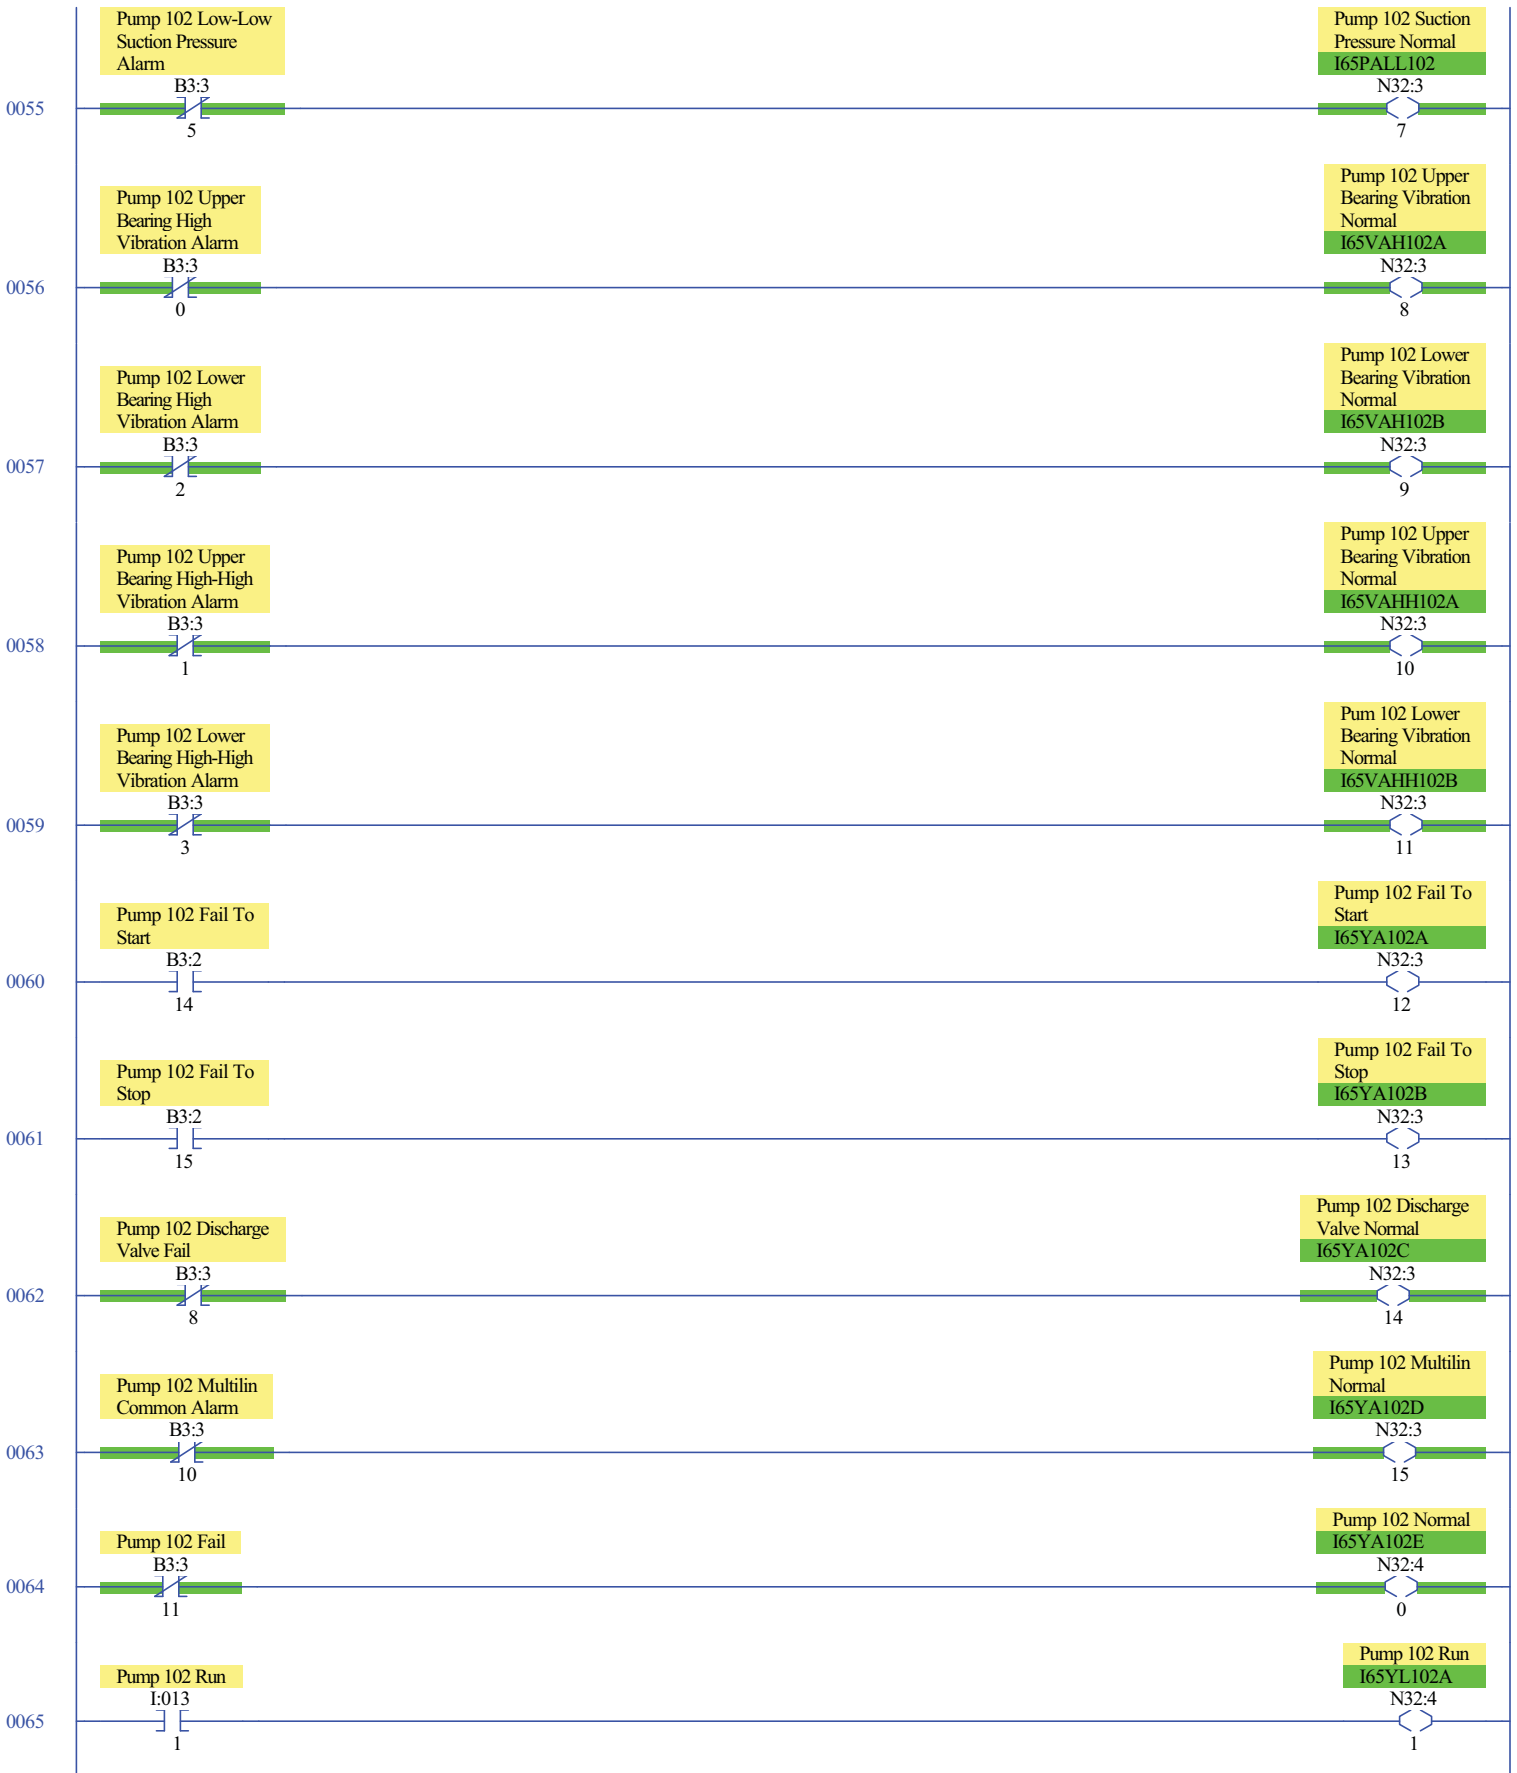 Pump 102 Low-Low
Suction Pressure
Alarm
B3:3
5
Pump 102 Suction
Pressure Normal
I65PALL102
N32:3
7
0055
Pump 102 Upper
Bearing High
Vibration Alarm
B3:3
0
Pump 102 Upper
Bearing Vibration
Normal
I65VAH102A
N32:3
8
0056
Pump 102 Lower
Bearing High
Vibration Alarm
B3:3
2
Pump 102 Lower
Bearing Vibration
Normal
I65VAH102B
N32:3
9
0057
Pump 102 Upper
Bearing High-High
Vibration Alarm
B3:3
1
Pump 102 Upper
Bearing Vibration
Normal
I65VAHH102A
N32:3
10
0058
Pump 102 Lower
Bearing High-High
Vibration Alarm
B3:3
3
Pum 102 Lower
Bearing Vibration
Normal
I65VAHH102B
N32:3
11
0059
Pump 102 Fail To
Start
B3:2
14
Pump 102 Fail To
Start
I65YA102A
N32:3
12
0060
Pump 102 Fail To
Stop
B3:2
15
Pump 102 Fail To
Stop
I65YA102B
N32:3
13
0061
Pump 102 Discharge
Valve Fail
B3:3
8
Pump 102 Discharge
Valve Normal
I65YA102C
N32:3
14
0062
Pump 102 Multilin
Common Alarm
B3:3
10
Pump 102 Multilin
Normal
I65YA102D
N32:3
15
0063
Pump 102 Fail
B3:3
11
Pump 102 Normal
I65YA102E
N32:4
0
0064
Pump 102 Run
I:013
1
Pump 102 Run
I65YL102A
N32:4
1
0065